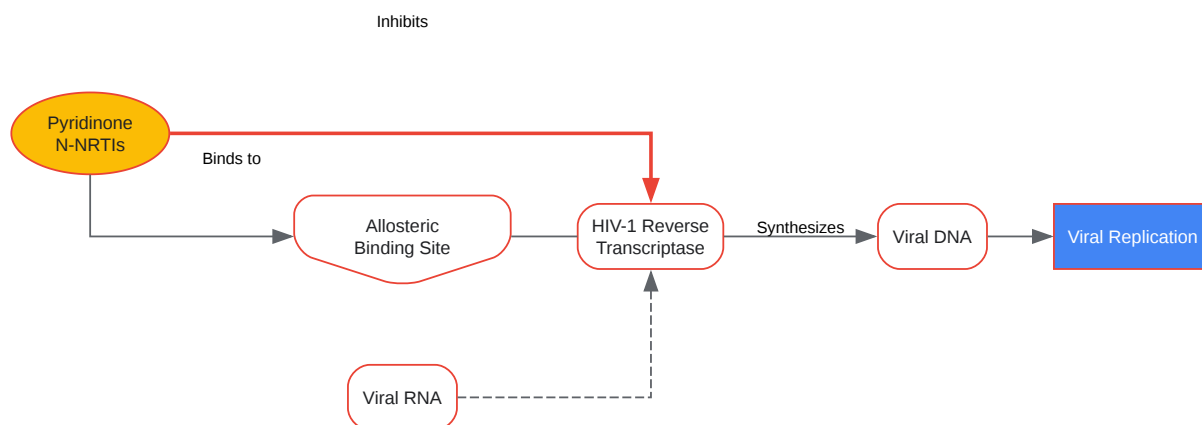 Inhibits
Pyridinone
N-NRTIs
Binds to
Allosteric
Binding Site
HIV-1 Reverse
Transcriptase
Synthesizes
Viral DNA
Viral Replication
Viral RNA